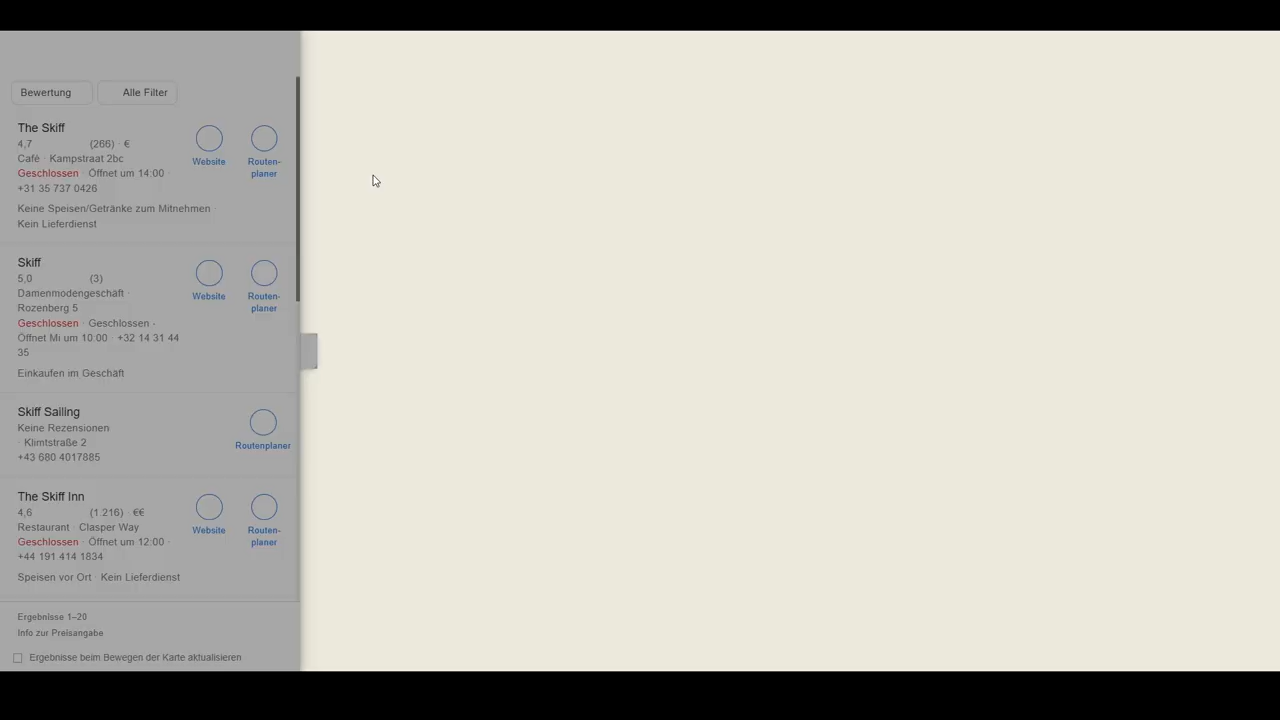 Bewertung
Alle Filter
The Skiff
4,7 (266) · €
Café · Kampstraat 2bc
Geschlossen · Öffnet um 14:00 ·
+31 35 737 0426
Keine Speisen/Getränke zum Mitnehmen ·
Kein Lieferdienst
Website
Routen-
planer
Skiff
5,0 (3)
Damenmodengeschäft ·
Rozenberg 5
Geschlossen · Geschlossen ·
Öffnet Mi um 10:00 · +32 14 31 44
35
Einkaufen im Geschäft
Website
Routen-
planer
Skiff Sailing
Keine Rezensionen
· Klimtstraße 2
+43 680 4017885
Routenplaner
The Skiff Inn
4,6 (1.216) · €€
Restaurant · Clasper Way
Geschlossen · Öffnet um 12:00 ·
+44 191 414 1834
Speisen vor Ort · Kein Lieferdienst
Website
Routen-
planer
Ergebnisse 1–20
Info zur Preisangabe
Ergebnisse beim Bewegen der Karte aktualisieren